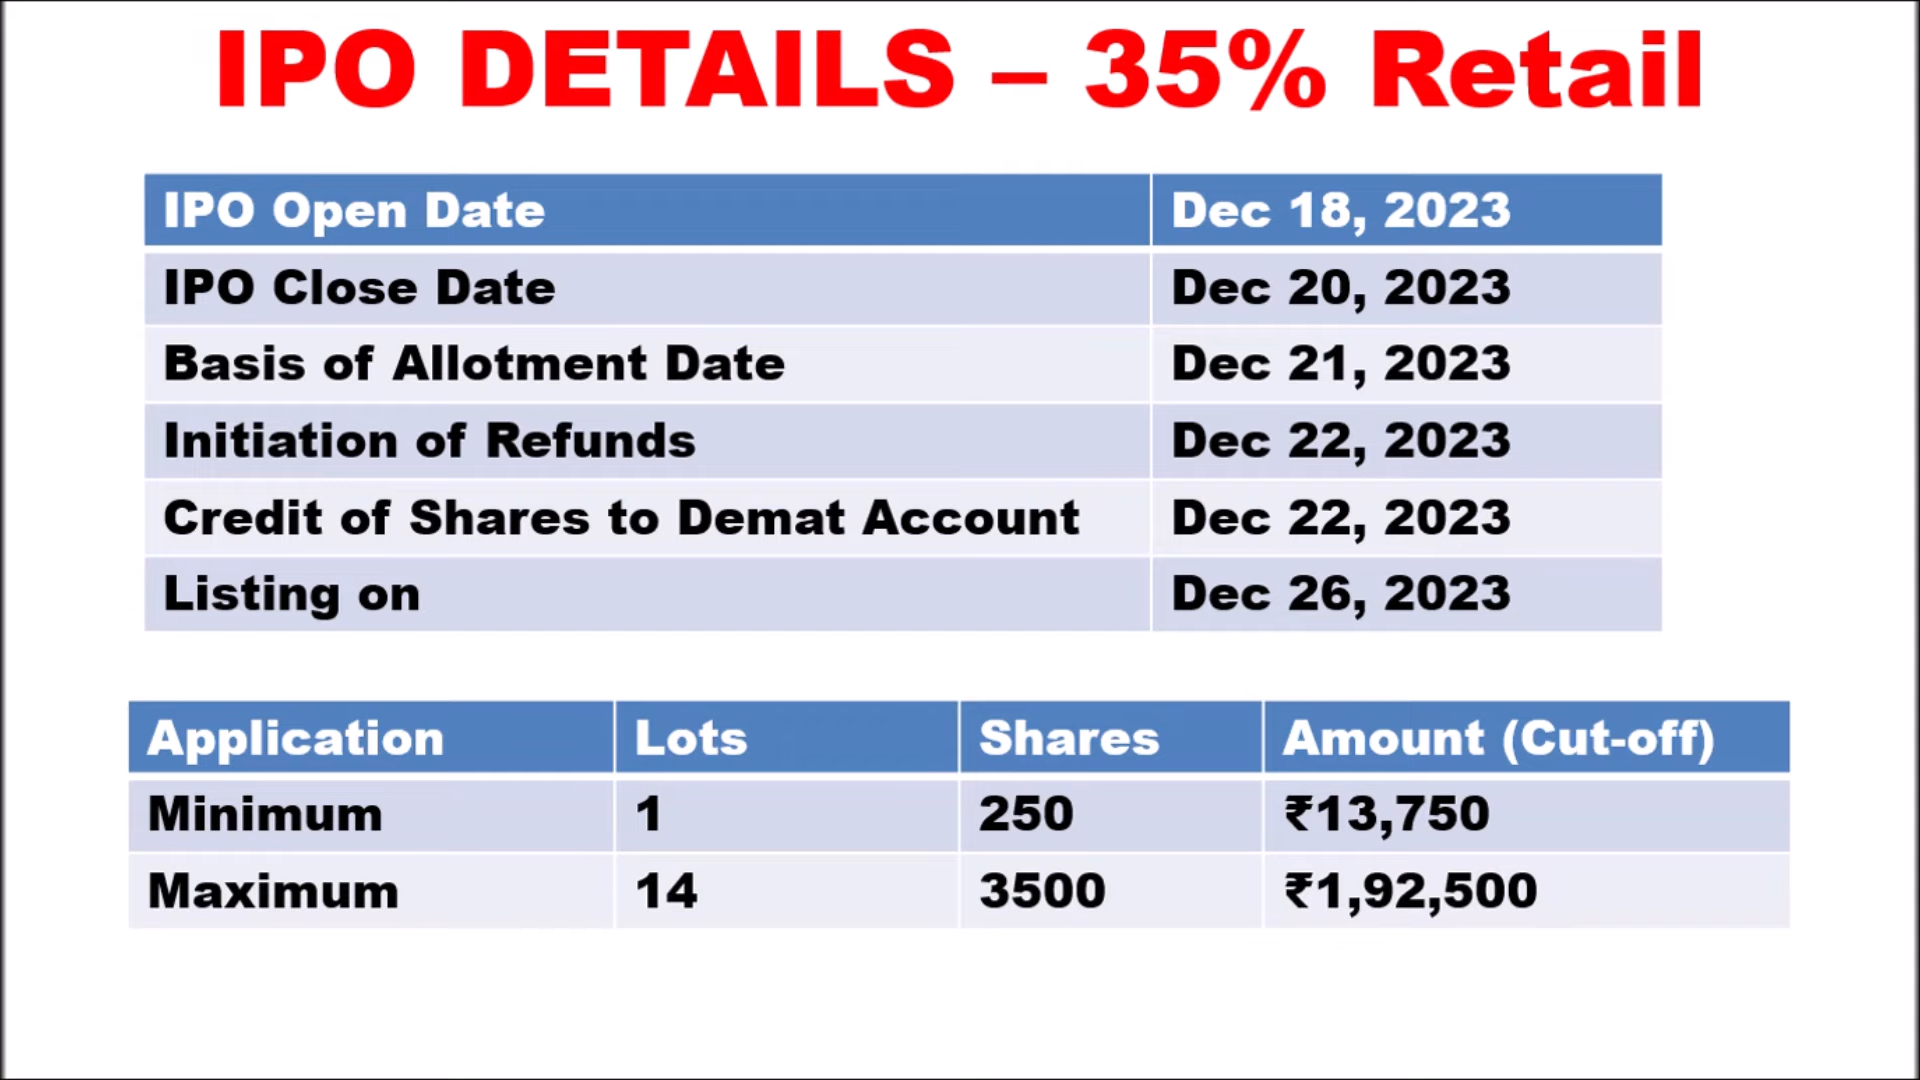 IPO DETAILS – 35% Retail
IPO Open Date Dec 18, 2023
IPO Close Date Dec 20, 2023
Basis of Allotment Date Dec 21, 2023
Initiation of Refunds Dec 22, 2023
Credit of Shares to Demat Account Dec 22, 2023
Listing on Dec 26, 2023
Application Lots Shares Amount (Cut-off)
Minimum 1 250 ₹13,750
Maximum 14 3500 ₹1,92,500